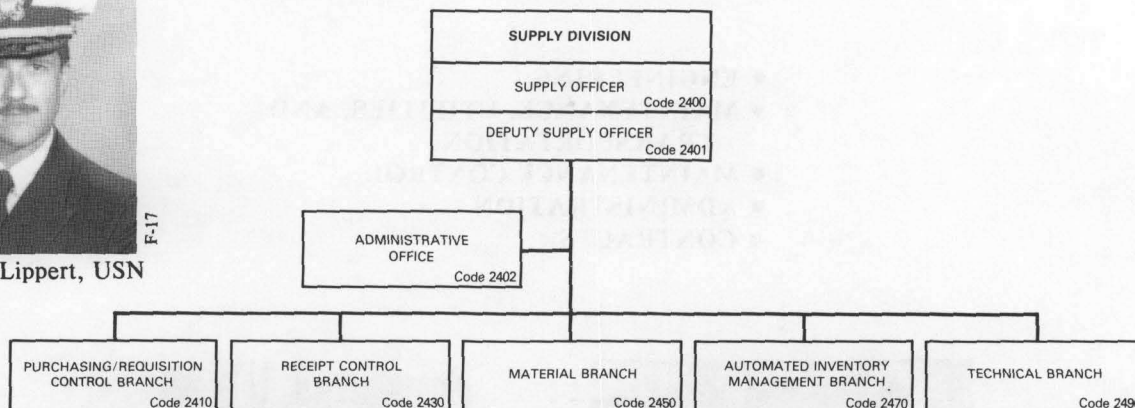 SUPPLY DIVISION
SUPPLY OFFICER
Code 2400
DEPUTY SUPPLY OFFICER
Code 2401
F-17
Lippert, USN
ADMINISTRATIVE
OFFICE
Code 2402
PURCHASING/REQUISITION
CONTROL BRANCH
Code 2410
RECEIPT CONTROL
BRANCH
Code 2430
MATERIAL BRANCH
Code 2450
AUTOMATED INVENTORY
MANAGEMENT BRANCH
Code 2470
TECHNICAL BRANCH
Code 2490